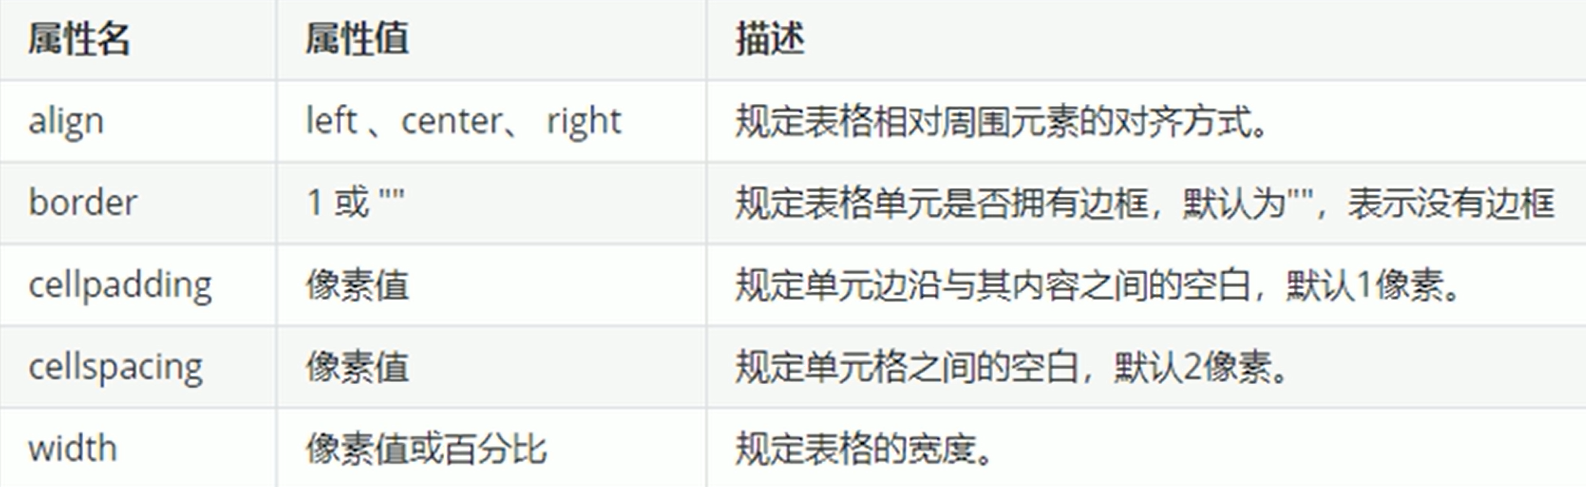 属性名 属性值 描述
align left 、center、 right 规定表格相对周围元素的对齐方式。
border 1 或 "" 规定表格单元是否拥有边框，默认为""，表示没有边框
cellpadding 像素值 规定单元边沿与其内容之间的空白，默认1像素。
cellspacing 像素值 规定单元格之间的空白，默认2像素。
width 像素值或百分比 规定表格的宽度。